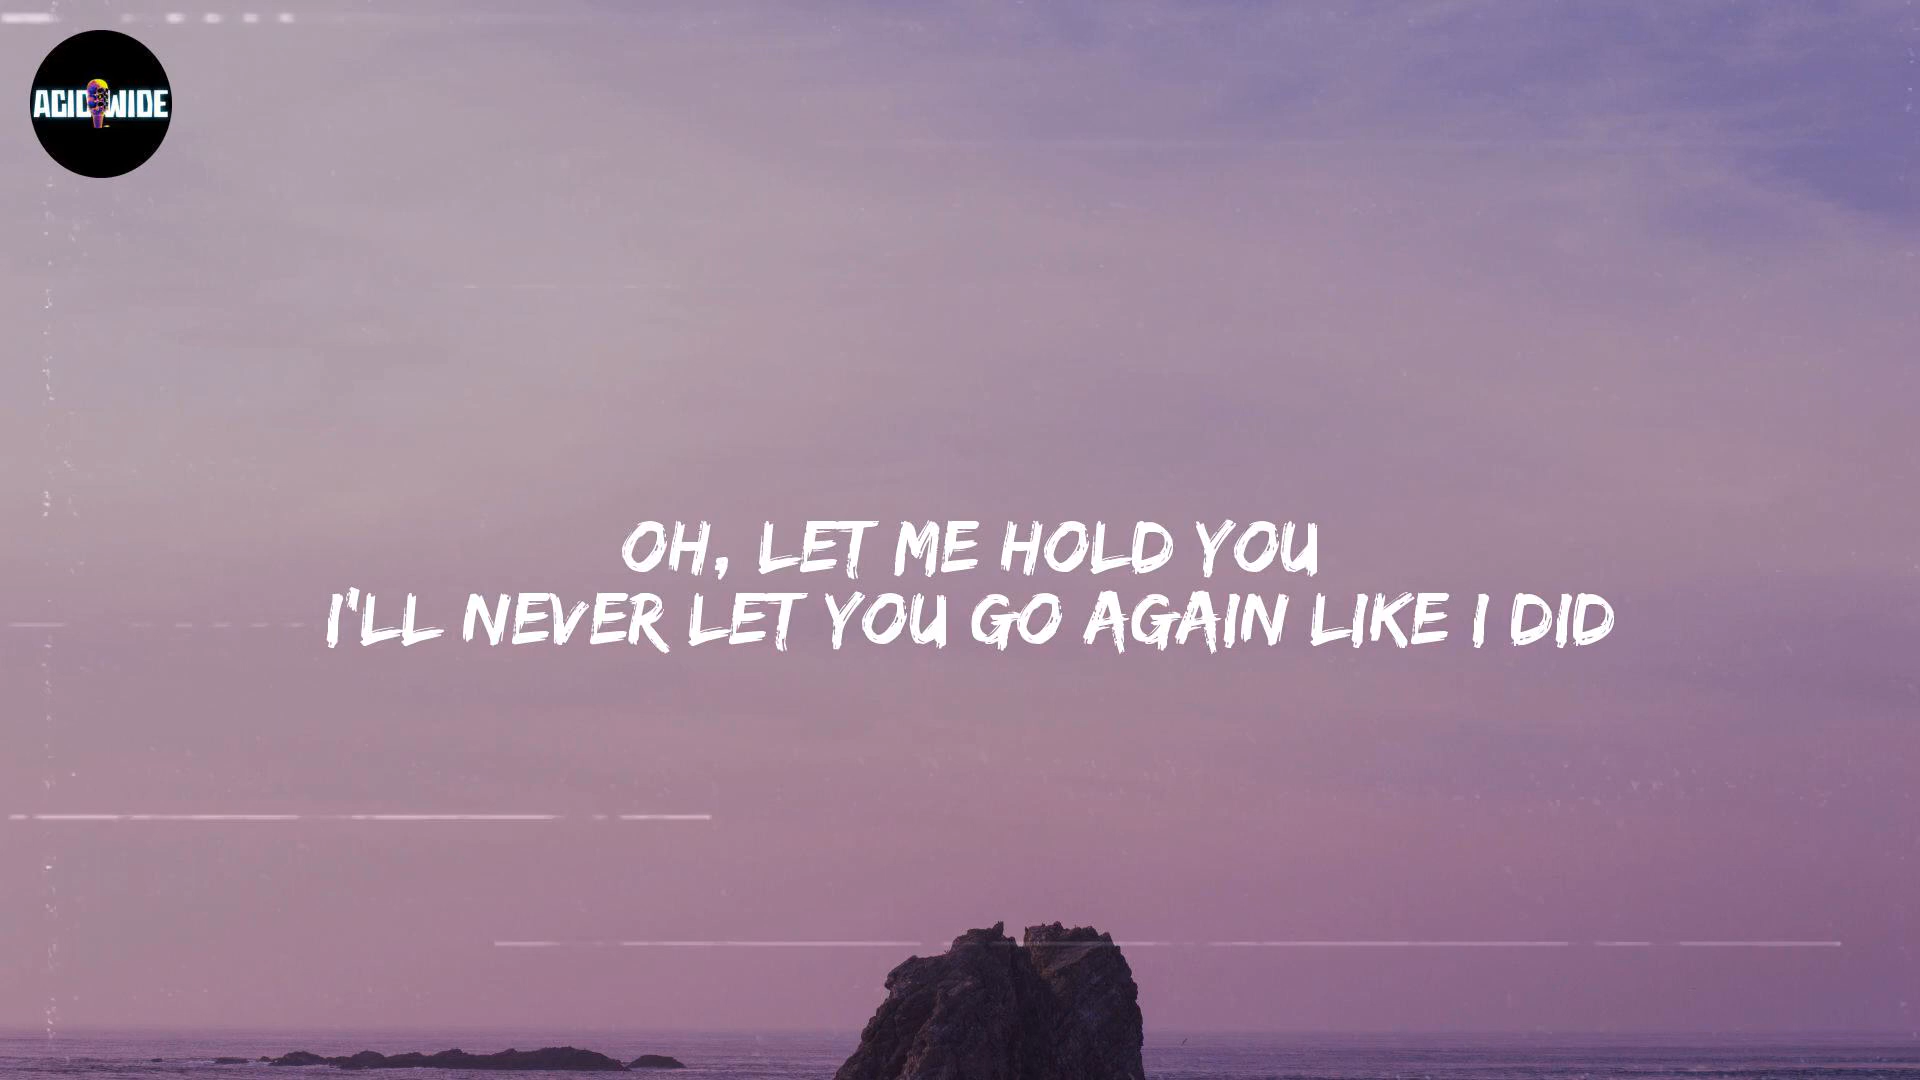 ACID WIDE
OH, LET ME HOLD YOU
I'LL NEVER LET YOU GO AGAIN LIKE I DID